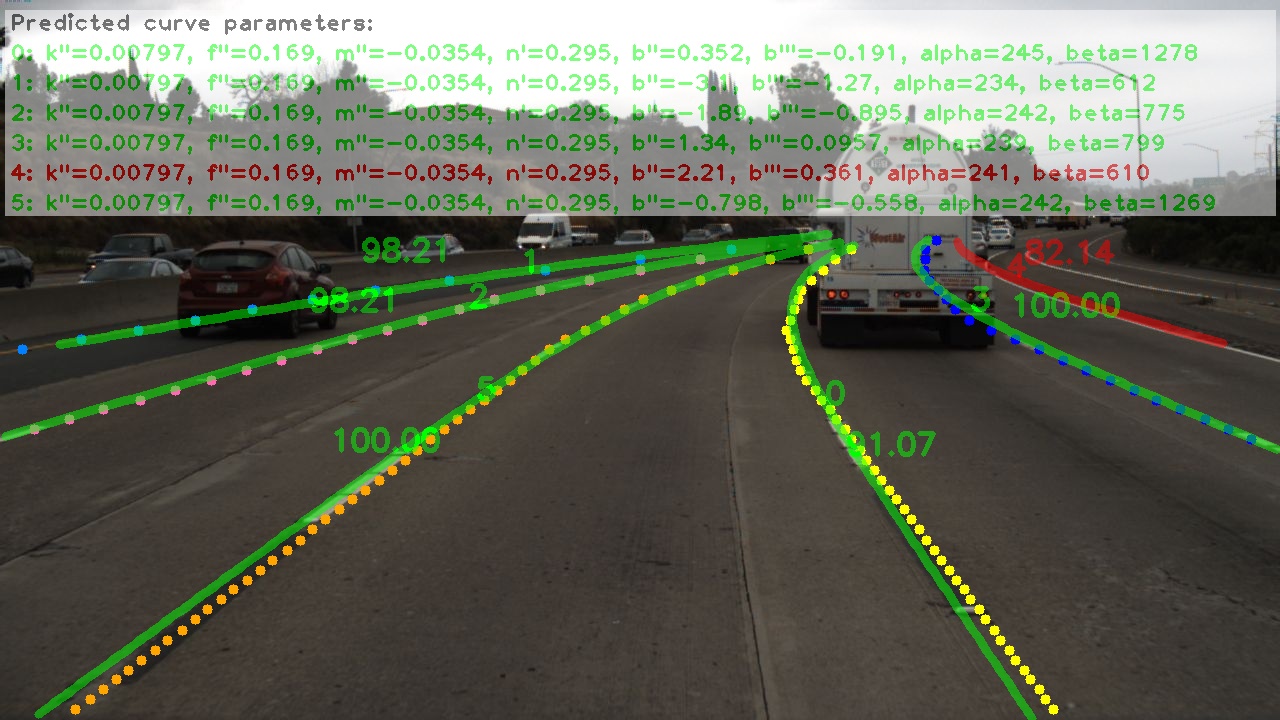 Predicted curve parameters:
0: k''=0.00797, f''=0.169, m''=-0.0354, n'=0.295, b''=0.352, b'''=-0.191, alpha=245, beta=1278
1: k''=0.00797, f''=0.169, m''=-0.0354, n'=0.295, b''=-3.1, b'''=-1.27, alpha=234, beta=612
2: k''=0.00797, f''=0.169, m''=-0.0354, n'=0.295, b''=-1.89, b'''=-0.895, alpha=242, beta=775
3: k''=0.00797, f''=0.169, m''=-0.0354, n'=0.295, b''=1.34, b'''=0.0957, alpha=239, beta=799
4: k''=0.00797, f''=0.169, m''=-0.0354, n'=0.295, b''=2.21, b'''=0.361, alpha=241, beta=610
5: k''=0.00797, f''=0.169, m''=-0.0354, n'=0.295, b''=-0.798, b'''=-0.558, alpha=242, beta=1269
WestAir
98.21
1
4
82.14
98.21
2
3
100.00
5
0
100.00
91.07